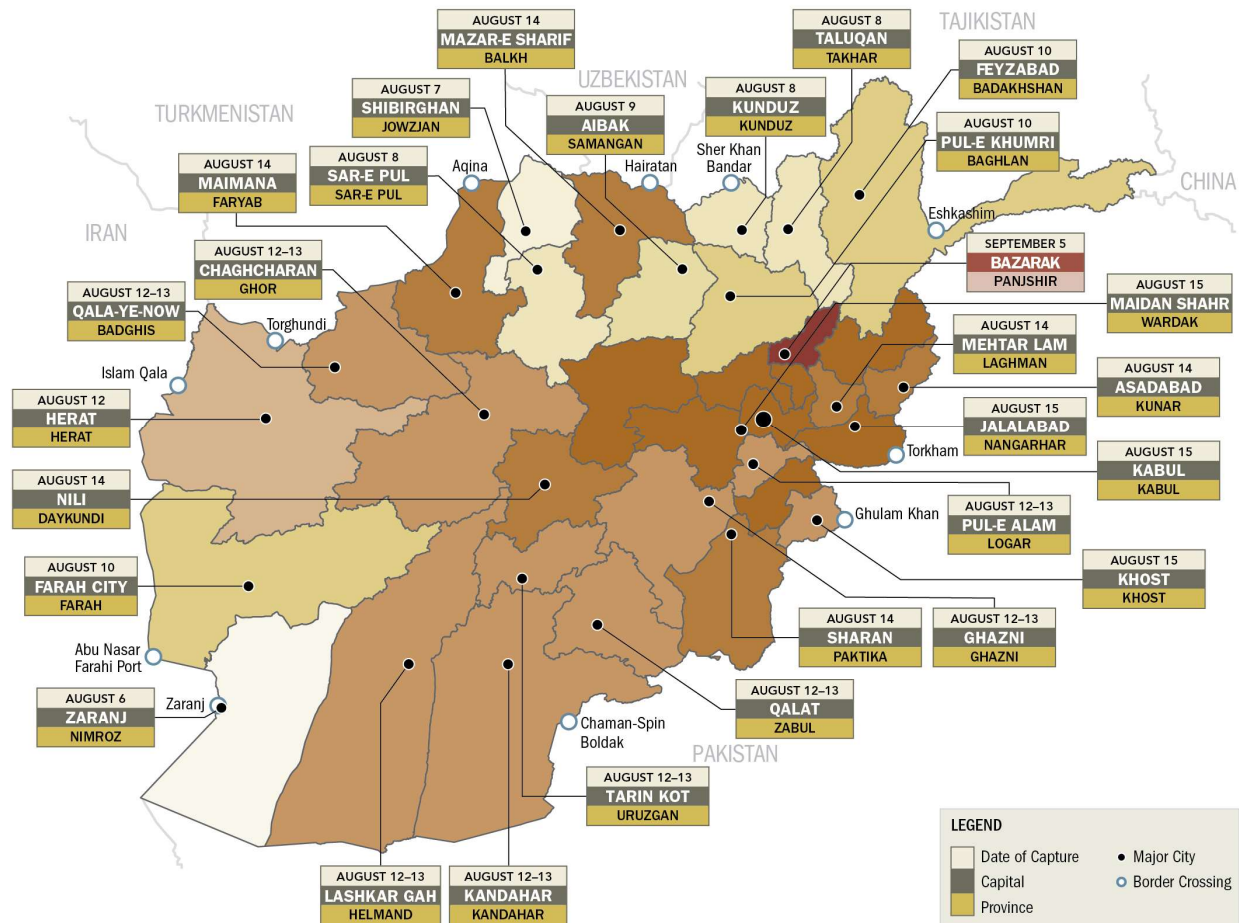 AUGUST 14
MAZAR-E SHARIF
BALKH
AUGUST 8
TALUQAN
TAKHAR
TAJIKISTAN
AUGUST 10
FEYZABAD
BADAKHSHAN
UZBEKISTAN
AUGUST 7
SHIBIRGHAN
JOWZJAN
TURKMENISTAN
AUGUST 9
AIBAK
SAMANGAN
AUGUST 8
KUNDUZ
KUNDUZ
AUGUST 10
PUL-E KHUMRI
BAGHLAN
AUGUST 14
MAIMANA
FARYAB
AUGUST 8
SAR-E PUL
SAR-E PUL
Aqina
Hairatan
Sher Khan
Bandar
CHINA
Eshkashim
IRAN
AUGUST 12–13
CHAGHCHARAN
GHOR
SEPTEMBER 5
BAZARAK
PANJSHIR
AUGUST 12–13
QALA-YE-NOW
BADGHIS
Torghundi
AUGUST 15
MAIDAN SHAHR
WARDAK
AUGUST 14
MEHTAR LAM
LAGHMAN
Islam Qala
AUGUST 14
ASADABAD
KUNAR
AUGUST 12
HERAT
HERAT
AUGUST 15
JALALABAD
NANGARHAR
Torkham
AUGUST 15
KABUL
KABUL
AUGUST 14
NILI
DAYKUNDI
Ghulam Khan
AUGUST 12–13
PUL-E ALAM
LOGAR
AUGUST 10
FARAH CITY
FARAH
AUGUST 15
KHOST
KHOST
AUGUST 14
SHARAN
PAKTIKA
AUGUST 12–13
GHAZNI
GHAZNI
Abu Nasar
Farahi Port
AUGUST 6
ZARANJ
NIMROZ
Zaranj
AUGUST 12–13
QALAT
ZABUL
Chaman-Spin
Boldak
PAKISTAN
AUGUST 12–13
TARIN KOT
URUZGAN
AUGUST 12–13
LASHKAR GAH
HELMAND
AUGUST 12–13
KANDAHAR
KANDAHAR
LEGEND
Date of Capture
Capital
Province
Major City
Border Crossing